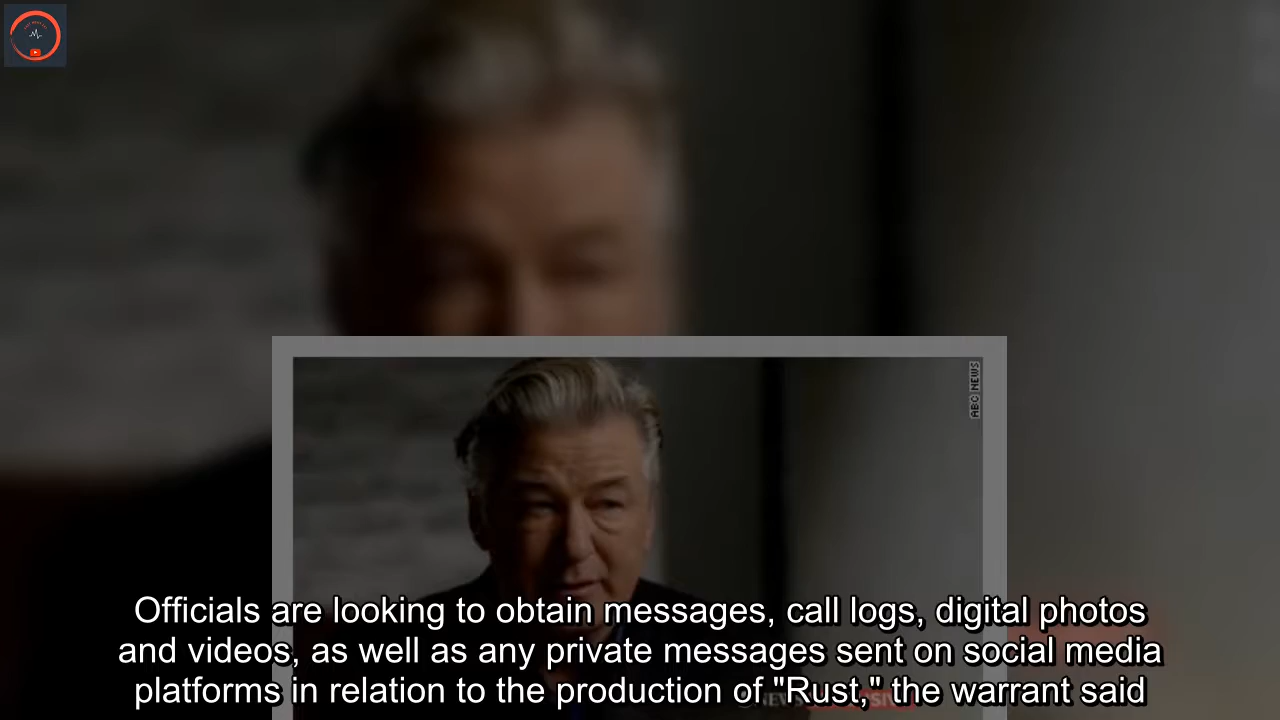 ABC NEWS
Officials are looking to obtain messages, call logs, digital photos
and videos, as well as any private messages sent on social media
platforms in relation to the production of "Rust," the warrant said